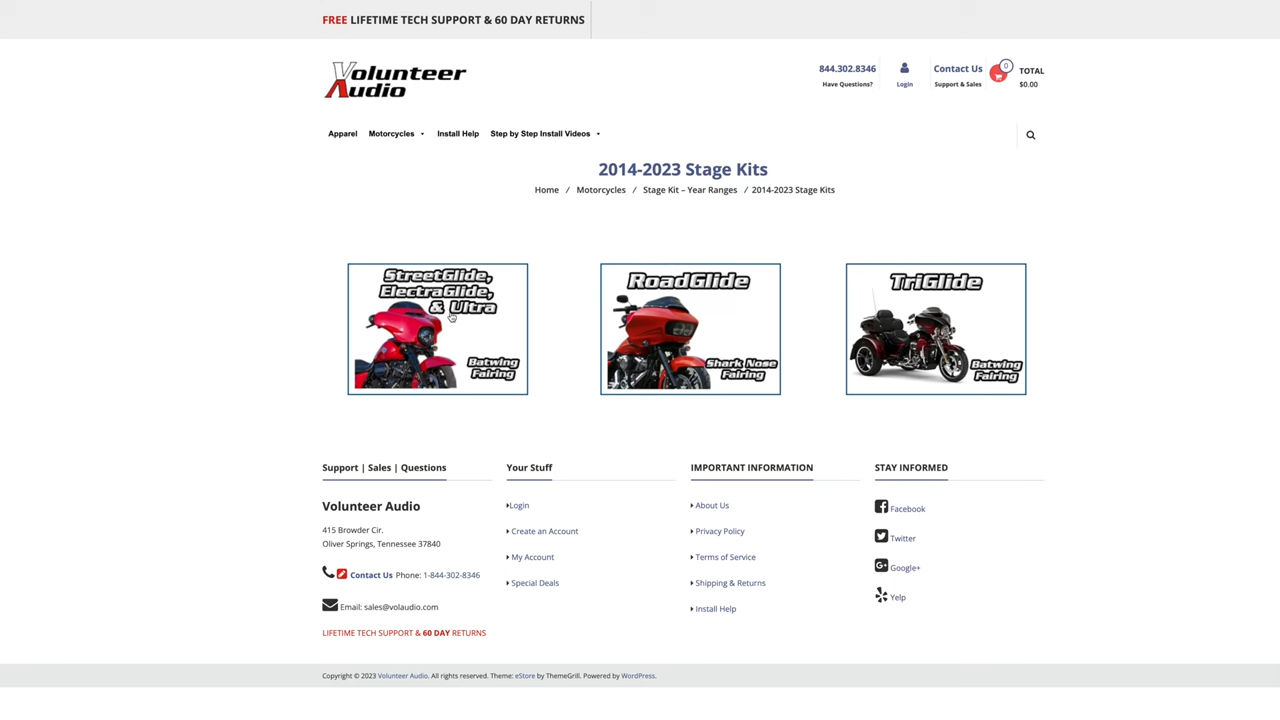 FREE LIFETIME TECH SUPPORT & 60 DAY RETURNS
Volunteer
Audio
844.302.8346
Have Questions?
Login
Contact Us
Support & Sales
0
TOTAL
$0.00
Apparel Motorcycles Install Help Step by Step Install Videos
2014-2023 Stage Kits
Home / Motorcycles / Stage Kit – Year Ranges / 2014-2023 Stage Kits
StreetGlide,
ElectraGlide,
& Ultra
Batwing
Fairing
RoadGlide
Shark Nose
Fairing
TriGlide
Batwing
Fairing
Support | Sales | Questions
Volunteer Audio
415 Browder Cir.
Oliver Springs, Tennessee 37840
Contact Us Phone: 1-844-302-8346
Email: sales@volaudio.com
LIFETIME TECH SUPPORT & 60 DAY RETURNS
Your Stuff
Login
Create an Account
My Account
Special Deals
IMPORTANT INFORMATION
About Us
Privacy Policy
Terms of Service
Shipping & Returns
Install Help
STAY INFORMED
Facebook
Twitter
Google+
Yelp
Copyright © 2023 Volunteer Audio. All rights reserved. Theme: eStore by ThemeGrill. Powered by WordPress.